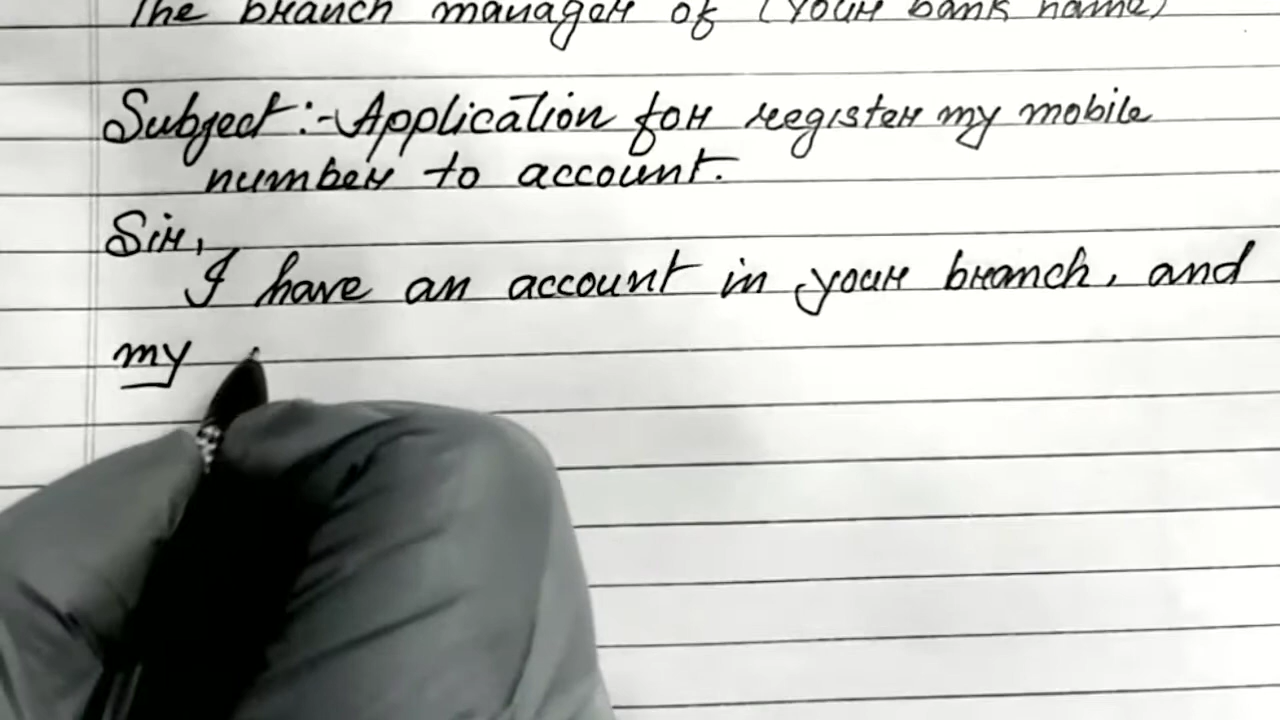 The branch manager of (Your bank name)
Subject:- Application for register my mobile
number to account.
Sir,
I have an account in your branch, and
my